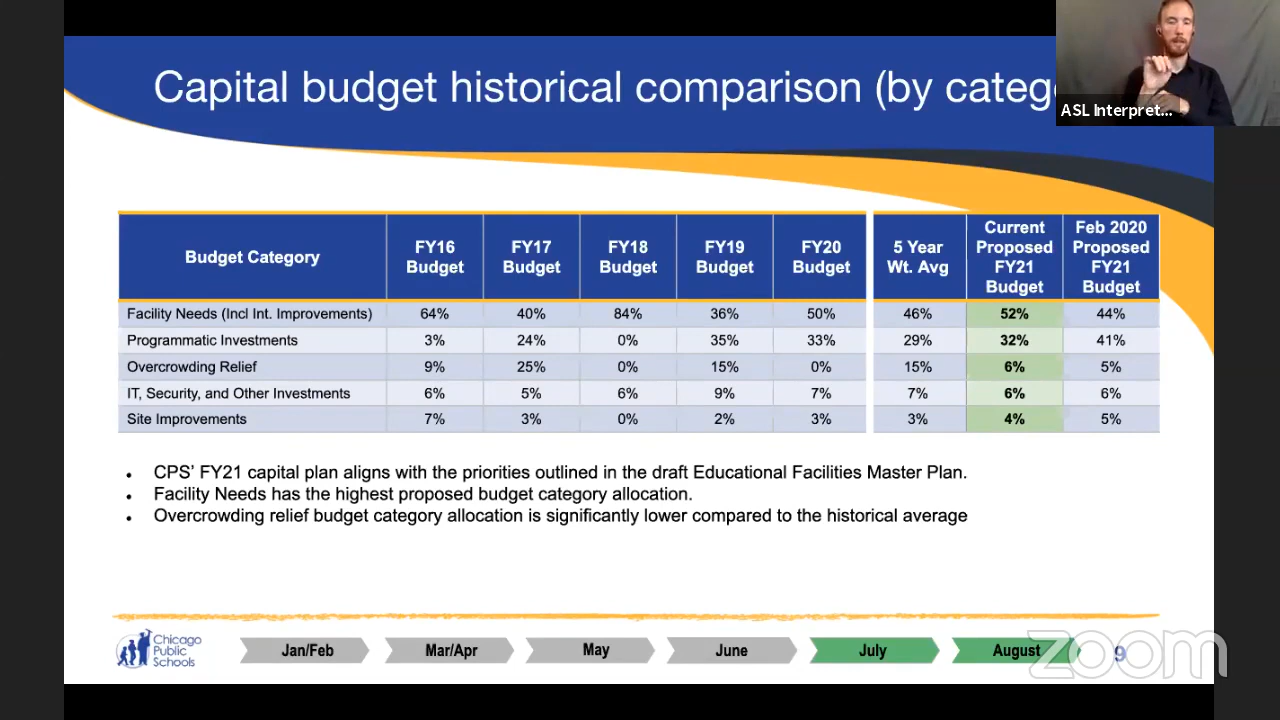 Capital budget historical comparison (by catego
ASL Interpret...
Budget Category FY16 Budget FY17 Budget FY18 Budget FY19 Budget FY20 Budget 5 Year Wt. Avg Current Proposed FY21 Budget Feb 2020 Proposed FY21 Budget
Facility Needs (Incl Int. Improvements) 64% 40% 84% 36% 50% 46% 52% 44%
Programmatic Investments 3% 24% 0% 35% 33% 29% 32% 41%
Overcrowding Relief 9% 25% 0% 15% 0% 15% 6% 5%
IT, Security, and Other Investments 6% 5% 6% 9% 7% 7% 6% 6%
Site Improvements 7% 3% 0% 2% 3% 3% 4% 5%
• CPS’ FY21 capital plan aligns with the priorities outlined in the draft Educational Facilities Master Plan.
• Facility Needs has the highest proposed budget category allocation.
• Overcrowding relief budget category allocation is significantly lower compared to the historical average
Chicago
Public
Schools
Jan/Feb Mar/Apr May June July August 9
zoom